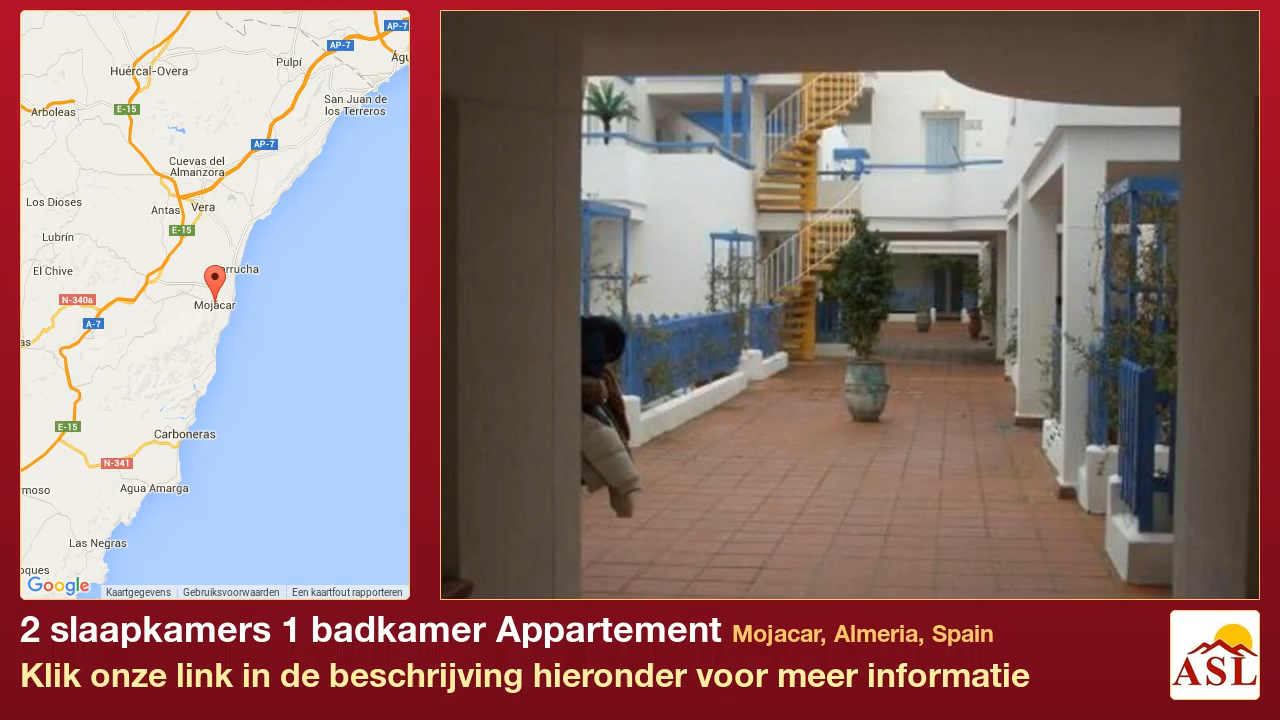 AP-7
AP-7
Huércal-Overa
Pulpí
Águ
E-15
Arboleas
San Juan de
los Terreros
AP-7
Cuevas del
Almanzora
Los Dioses
Antas
Vera
E-15
Lubrín
El Chive
rrucha
N-340a
Mojácar
A-7
as
E-15
Carboneras
N-341
moso
Agua Amarga
Las Negras
oques
Google
Kaartgegevens
Gebruiksvoorwaarden
Een kaartfout rapporteren
2 slaapkamers 1 badkamer Appartement Mojacar, Almeria, Spain
Klik onze link in de beschrijving hieronder voor meer informatie
ASL